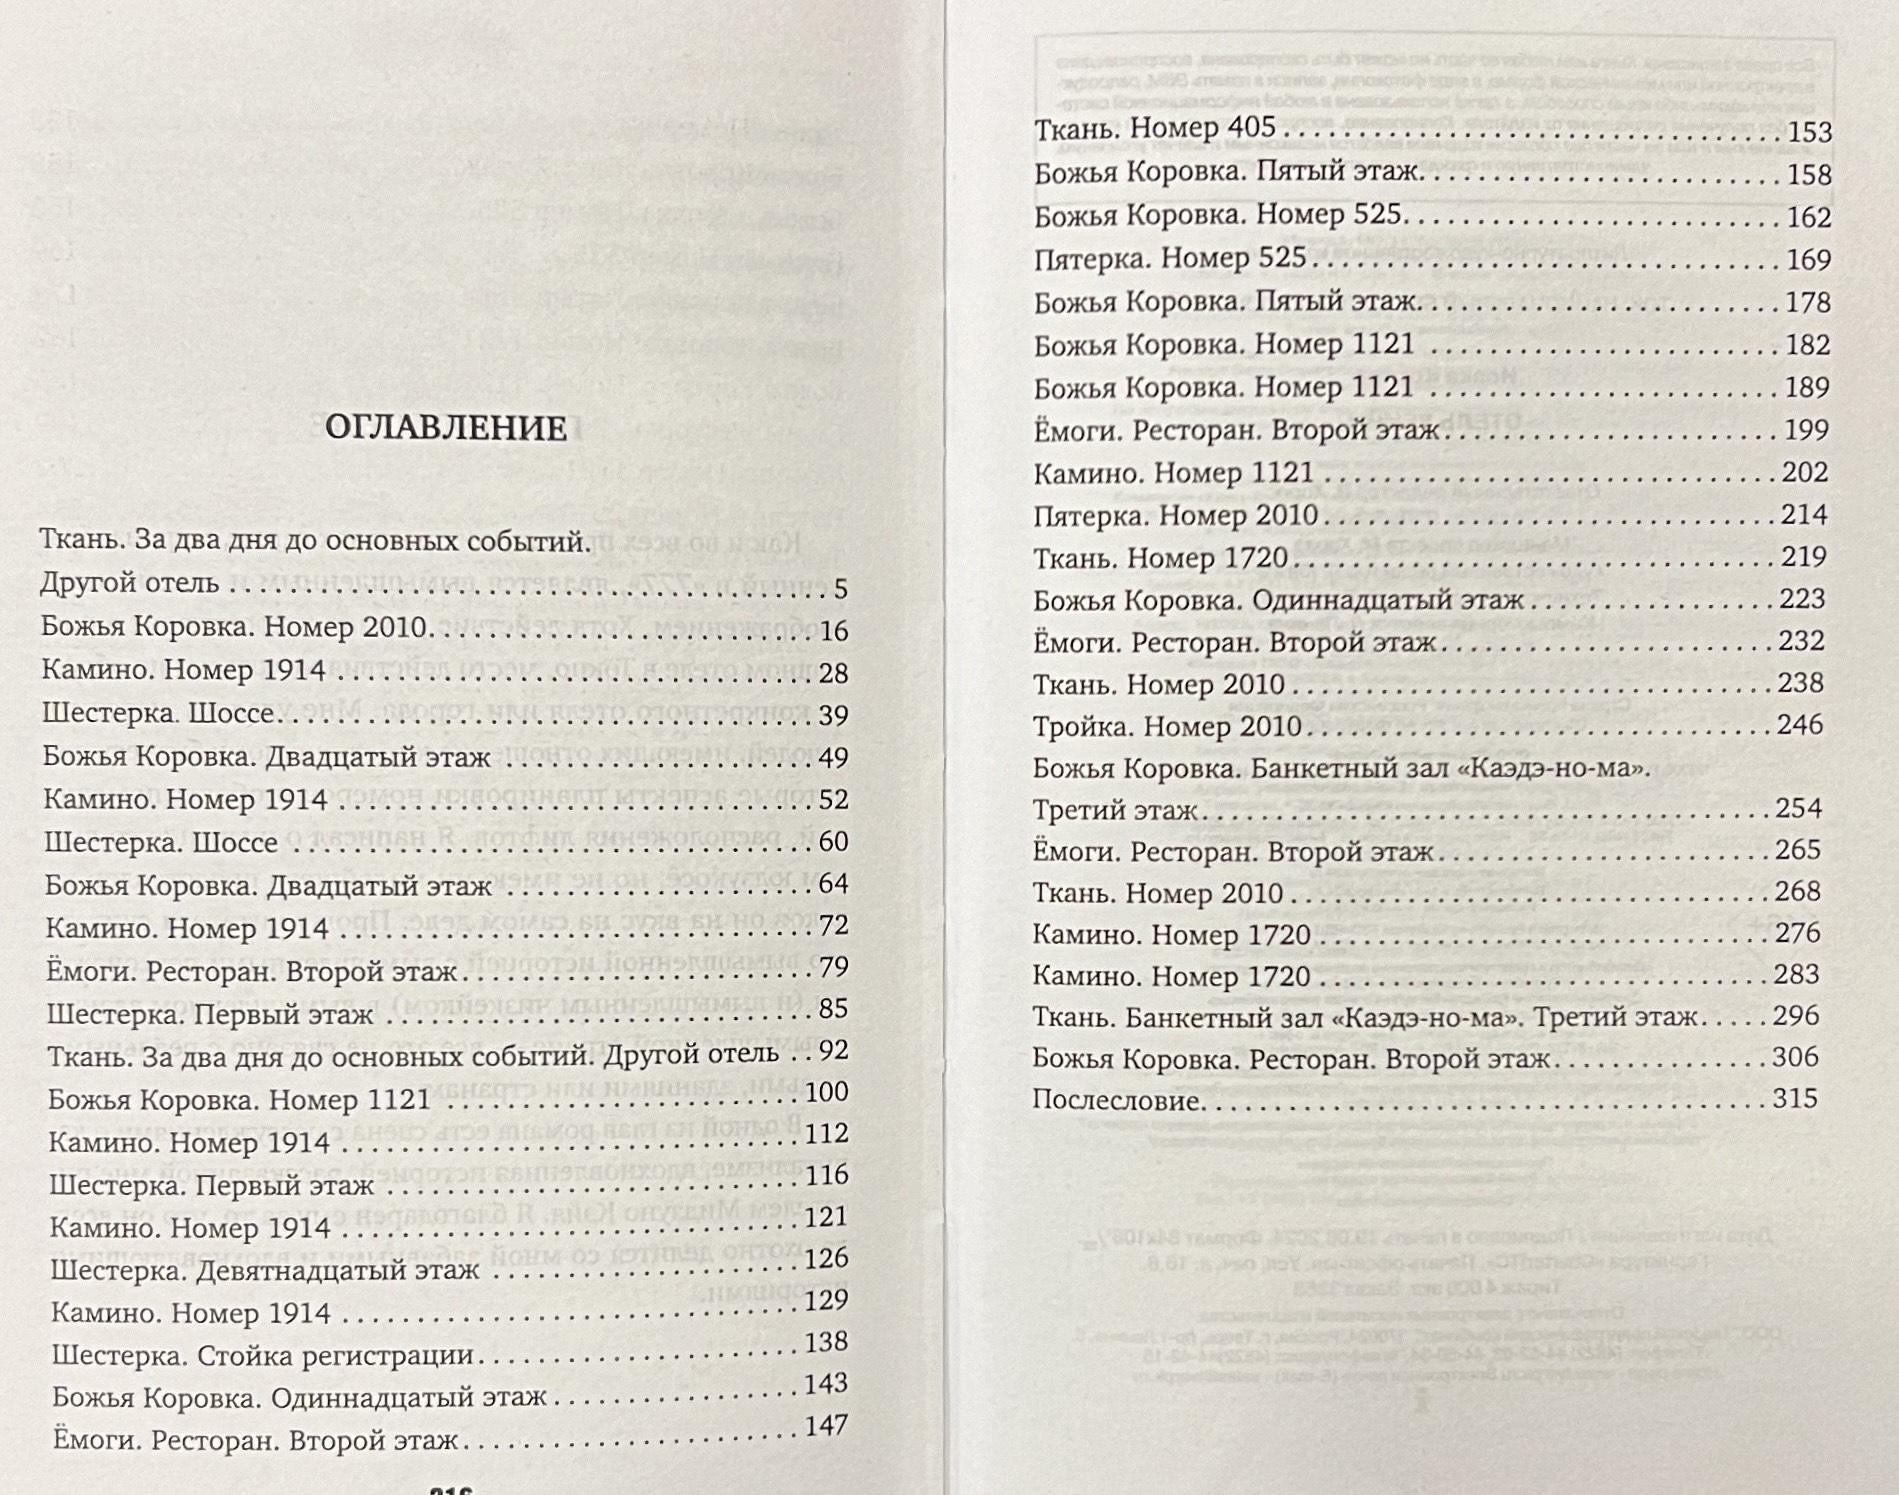 ОГЛАВЛЕНИЕ
Ткань. За два дня до основных событий.
Другой отель . . . . . . . . . . . . . . . . . . . . . . . . . . . . . . . . . . . . . . . 5
Божья Коровка. Номер 2010. . . . . . . . . . . . . . . . . . . . . . . . . . 16
Камино. Номер 1914 . . . . . . . . . . . . . . . . . . . . . . . . . . . . . . . . 28
Шестерка. Шоссе. . . . . . . . . . . . . . . . . . . . . . . . . . . . . . . . . . . . 39
Божья Коровка. Двадцатый этаж . . . . . . . . . . . . . . . . . . . . . 49
Камино. Номер 1914 . . . . . . . . . . . . . . . . . . . . . . . . . . . . . . . . 52
Шестерка. Шоссе . . . . . . . . . . . . . . . . . . . . . . . . . . . . . . . . . . . 60
Божья Коровка. Двадцатый этаж . . . . . . . . . . . . . . . . . . . . . 64
Камино. Номер 1914 . . . . . . . . . . . . . . . . . . . . . . . . . . . . . . . . 72
Ёмоги. Ресторан. Второй этаж. . . . . . . . . . . . . . . . . . . . . . . . 79
Шестерка. Первый этаж . . . . . . . . . . . . . . . . . . . . . . . . . . . . . 85
Ткань. За два дня до основных событий. Другой отель . . 92
Божья Коровка. Номер 1121 . . . . . . . . . . . . . . . . . . . . . . . . 100
Камино. Номер 1914 . . . . . . . . . . . . . . . . . . . . . . . . . . . . . . . 112
Шестерка. Первый этаж . . . . . . . . . . . . . . . . . . . . . . . . . . . . 116
Камино. Номер 1914 . . . . . . . . . . . . . . . . . . . . . . . . . . . . . . . 121
Шестерка. Девятнадцатый этаж . . . . . . . . . . . . . . . . . . . . . 126
Камино. Номер 1914 . . . . . . . . . . . . . . . . . . . . . . . . . . . . . . . 129
Шестерка. Стойка регистрации. . . . . . . . . . . . . . . . . . . . . . 138
Божья Коровка. Одиннадцатый этаж . . . . . . . . . . . . . . . . . 143
Ёмоги. Ресторан. Второй этаж. . . . . . . . . . . . . . . . . . . . . . . 147
Ткань. Номер 405 . . . . . . . . . . . . . . . . . . . . . . . . . . . . . . . . . 153
Божья Коровка. Пятый этаж. . . . . . . . . . . . . . . . . . . . . . . . 158
Божья Коровка. Номер 525. . . . . . . . . . . . . . . . . . . . . . . . . 162
Пятерка. Номер 525 . . . . . . . . . . . . . . . . . . . . . . . . . . . . . . . 169
Божья Коровка. Пятый этаж. . . . . . . . . . . . . . . . . . . . . . . . 178
Божья Коровка. Номер 1121 . . . . . . . . . . . . . . . . . . . . . . . . 182
Божья Коровка. Номер 1121 . . . . . . . . . . . . . . . . . . . . . . . . 189
Ёмоги. Ресторан. Второй этаж. . . . . . . . . . . . . . . . . . . . . . . 199
Камино. Номер 1121 . . . . . . . . . . . . . . . . . . . . . . . . . . . . . . . 202
Пятерка. Номер 2010 . . . . . . . . . . . . . . . . . . . . . . . . . . . . . . 214
Ткань. Номер 1720 . . . . . . . . . . . . . . . . . . . . . . . . . . . . . . . . 219
Божья Коровка. Одиннадцатый этаж . . . . . . . . . . . . . . . . . 223
Ёмоги. Ресторан. Второй этаж. . . . . . . . . . . . . . . . . . . . . . . 232
Ткань. Номер 2010 . . . . . . . . . . . . . . . . . . . . . . . . . . . . . . . . 238
Тройка. Номер 2010 . . . . . . . . . . . . . . . . . . . . . . . . . . . . . . . 246
Божья Коровка. Банкетный зал «Каэдэ-но-ма».
Третий этаж. . . . . . . . . . . . . . . . . . . . . . . . . . . . . . . . . . . . . . 254
Ёмоги. Ресторан. Второй этаж. . . . . . . . . . . . . . . . . . . . . . . 265
Ткань. Номер 2010 . . . . . . . . . . . . . . . . . . . . . . . . . . . . . . . . 268
Камино. Номер 1720 . . . . . . . . . . . . . . . . . . . . . . . . . . . . . . . 276
Камино. Номер 1720 . . . . . . . . . . . . . . . . . . . . . . . . . . . . . . . 283
Ткань. Банкетный зал «Каэдэ-но-ма». Третий этаж. . . . . 296
Божья Коровка. Ресторан. Второй этаж. . . . . . . . . . . . . . . 306
Послесловие. . . . . . . . . . . . . . . . . . . . . . . . . . . . . . . . . . . . . . 315